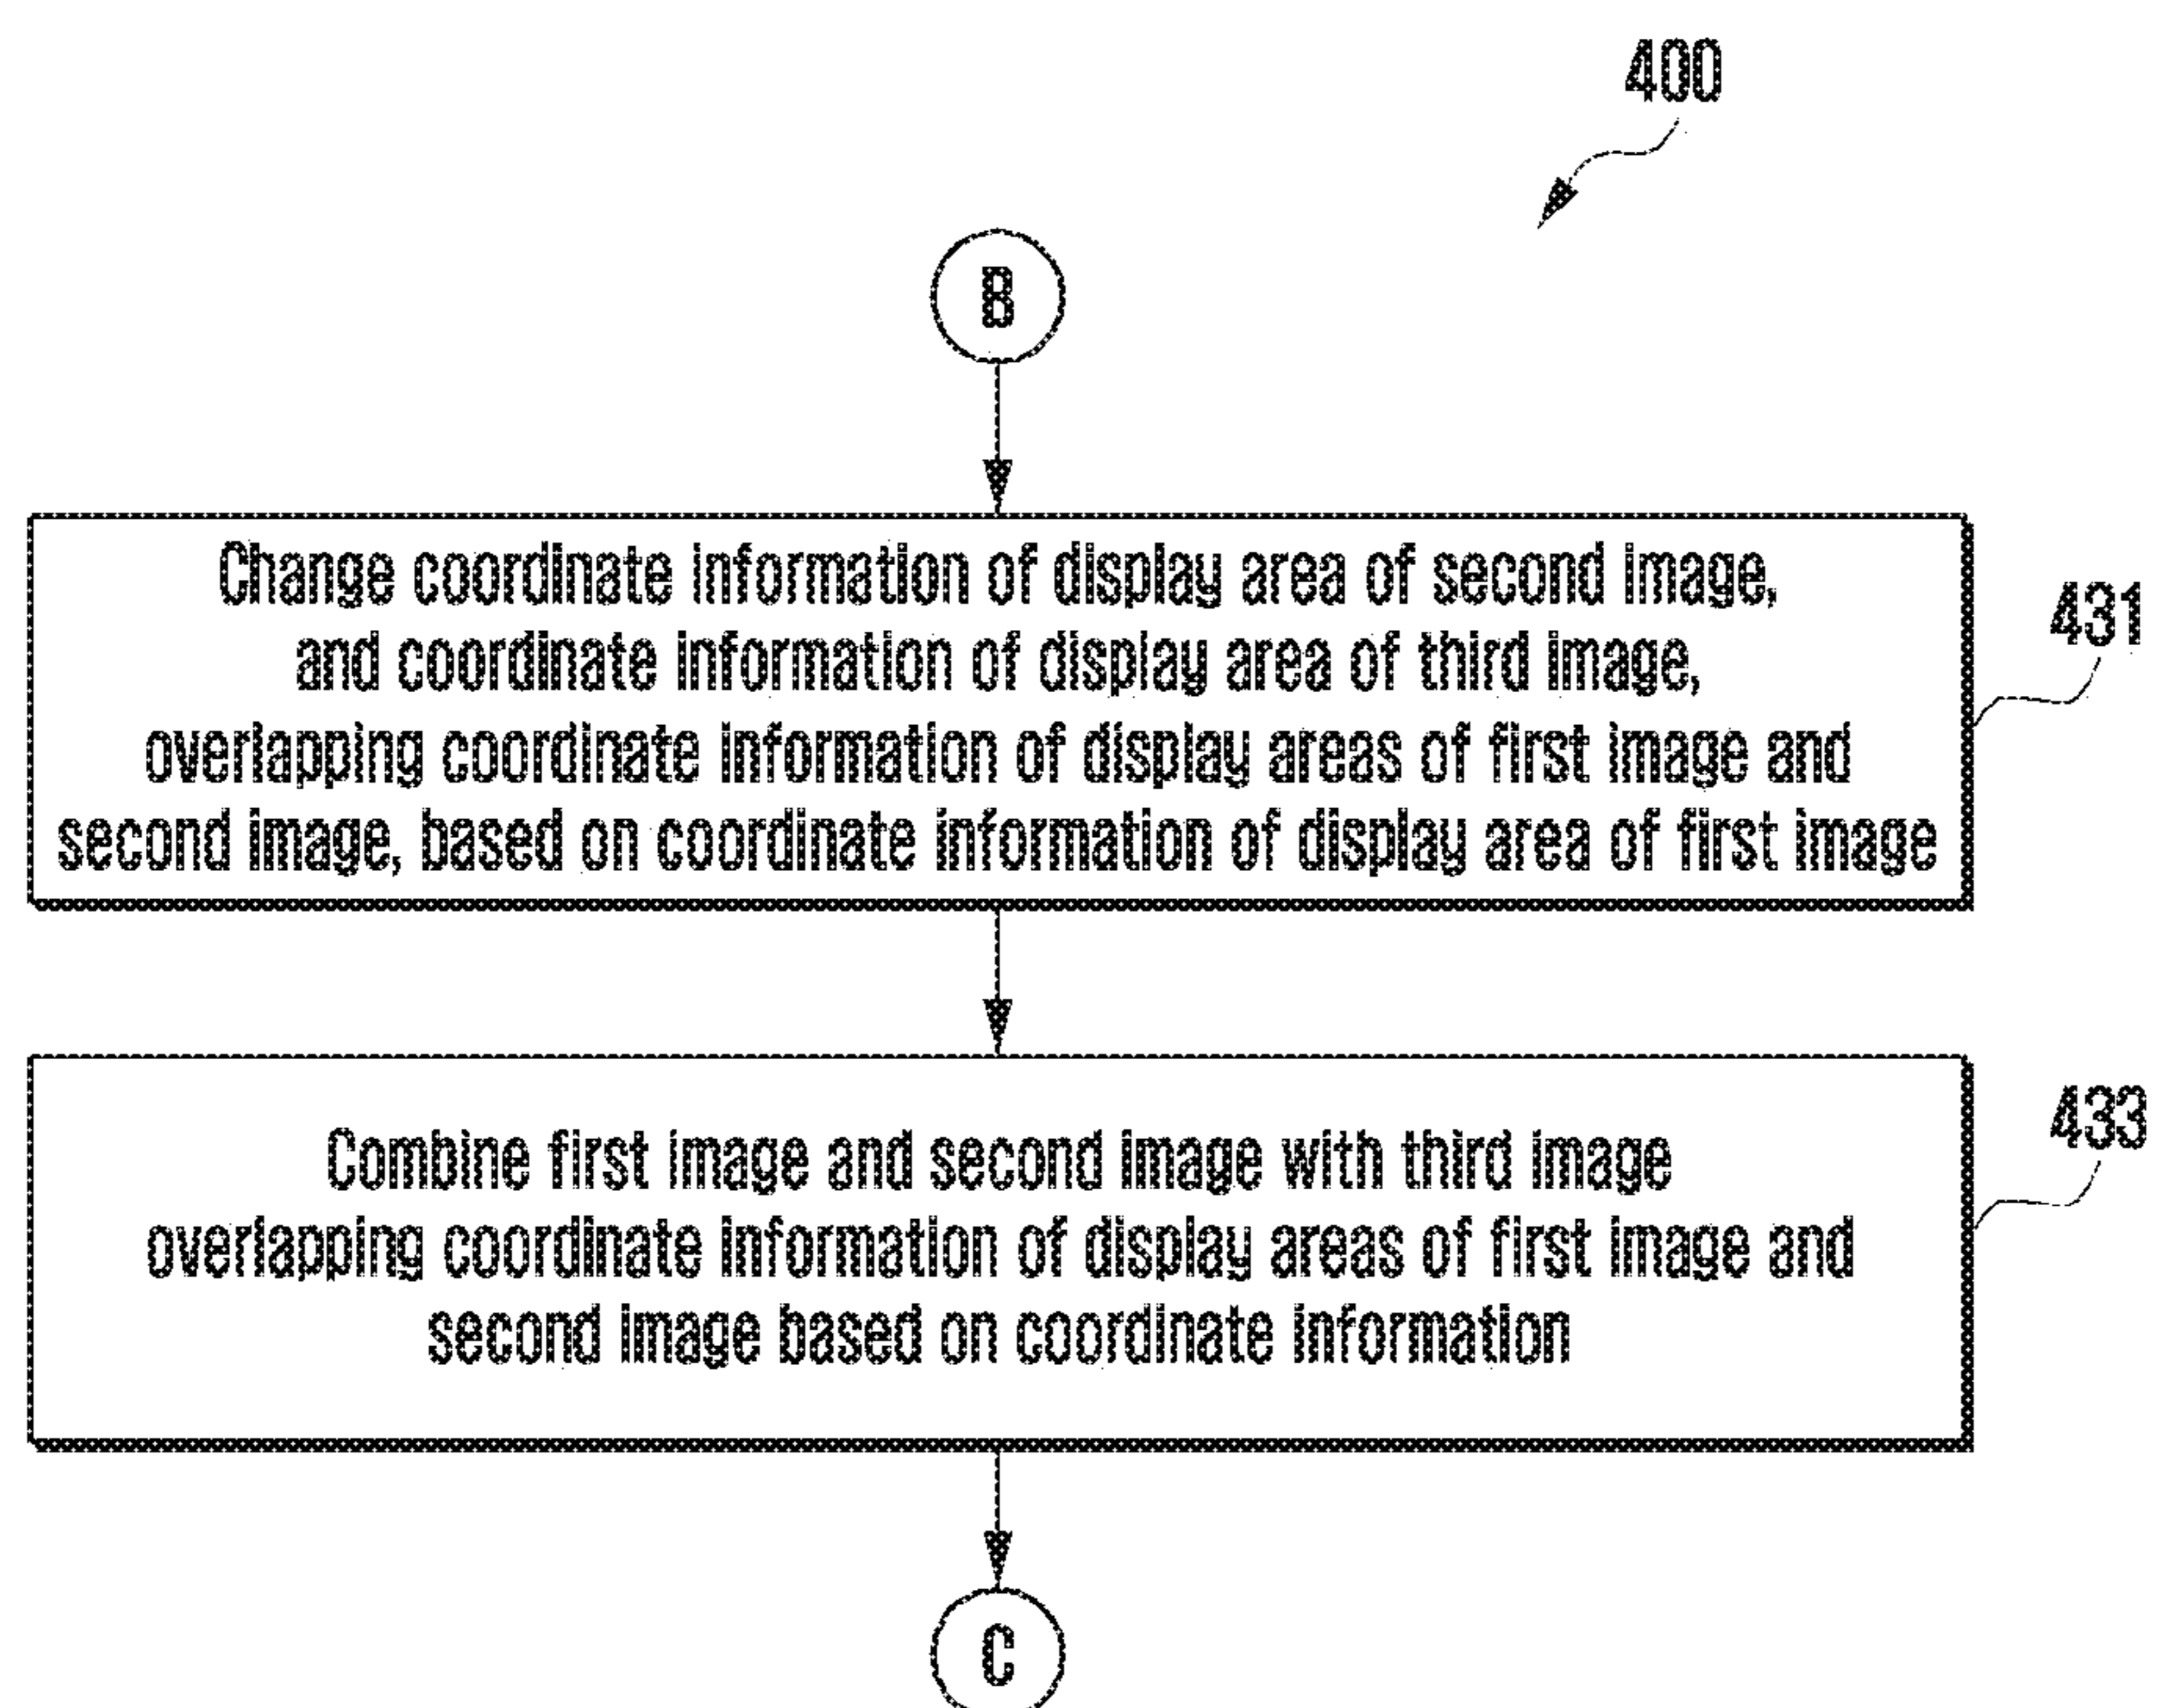 400
B
Change coordinate information of display area of second image,
and coordinate information of display area of third image,
overlapping coordinate information of display areas of first image and
second image, based on coordinate information of display area of first image
431
Combine first image and second image with third image
overlapping coordinate information of display areas of first image and
second image based on coordinate information
433
C